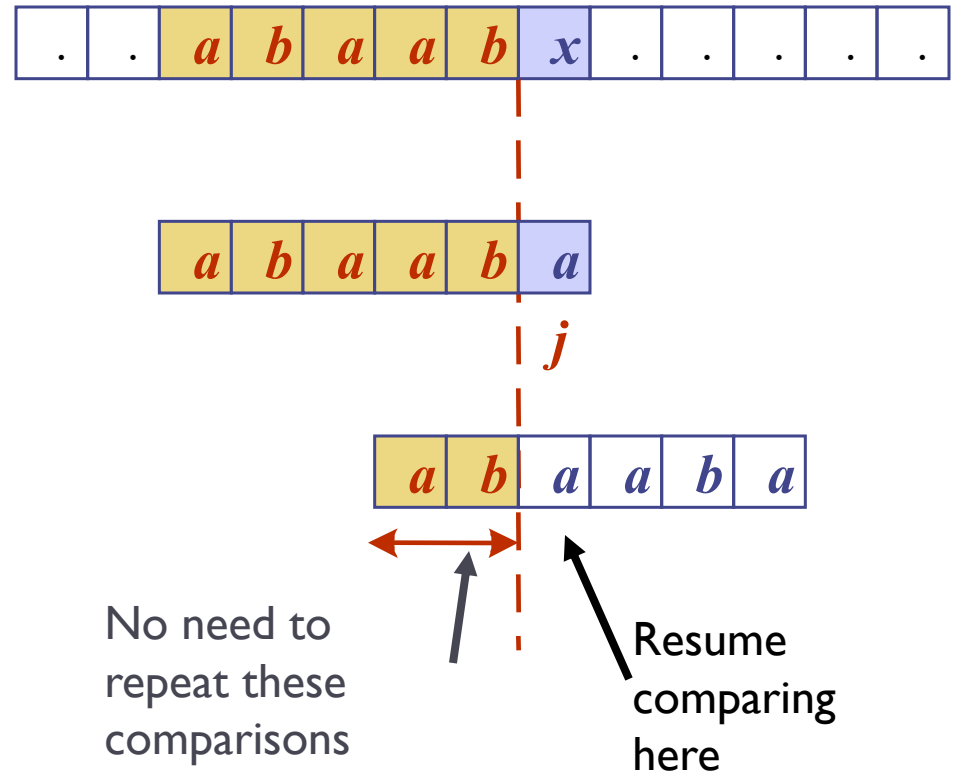 . . a b a a b x . . . . .
a b a a b a
j
a b a a b a
No need to
repeat these
comparisons
Resume
comparing
here